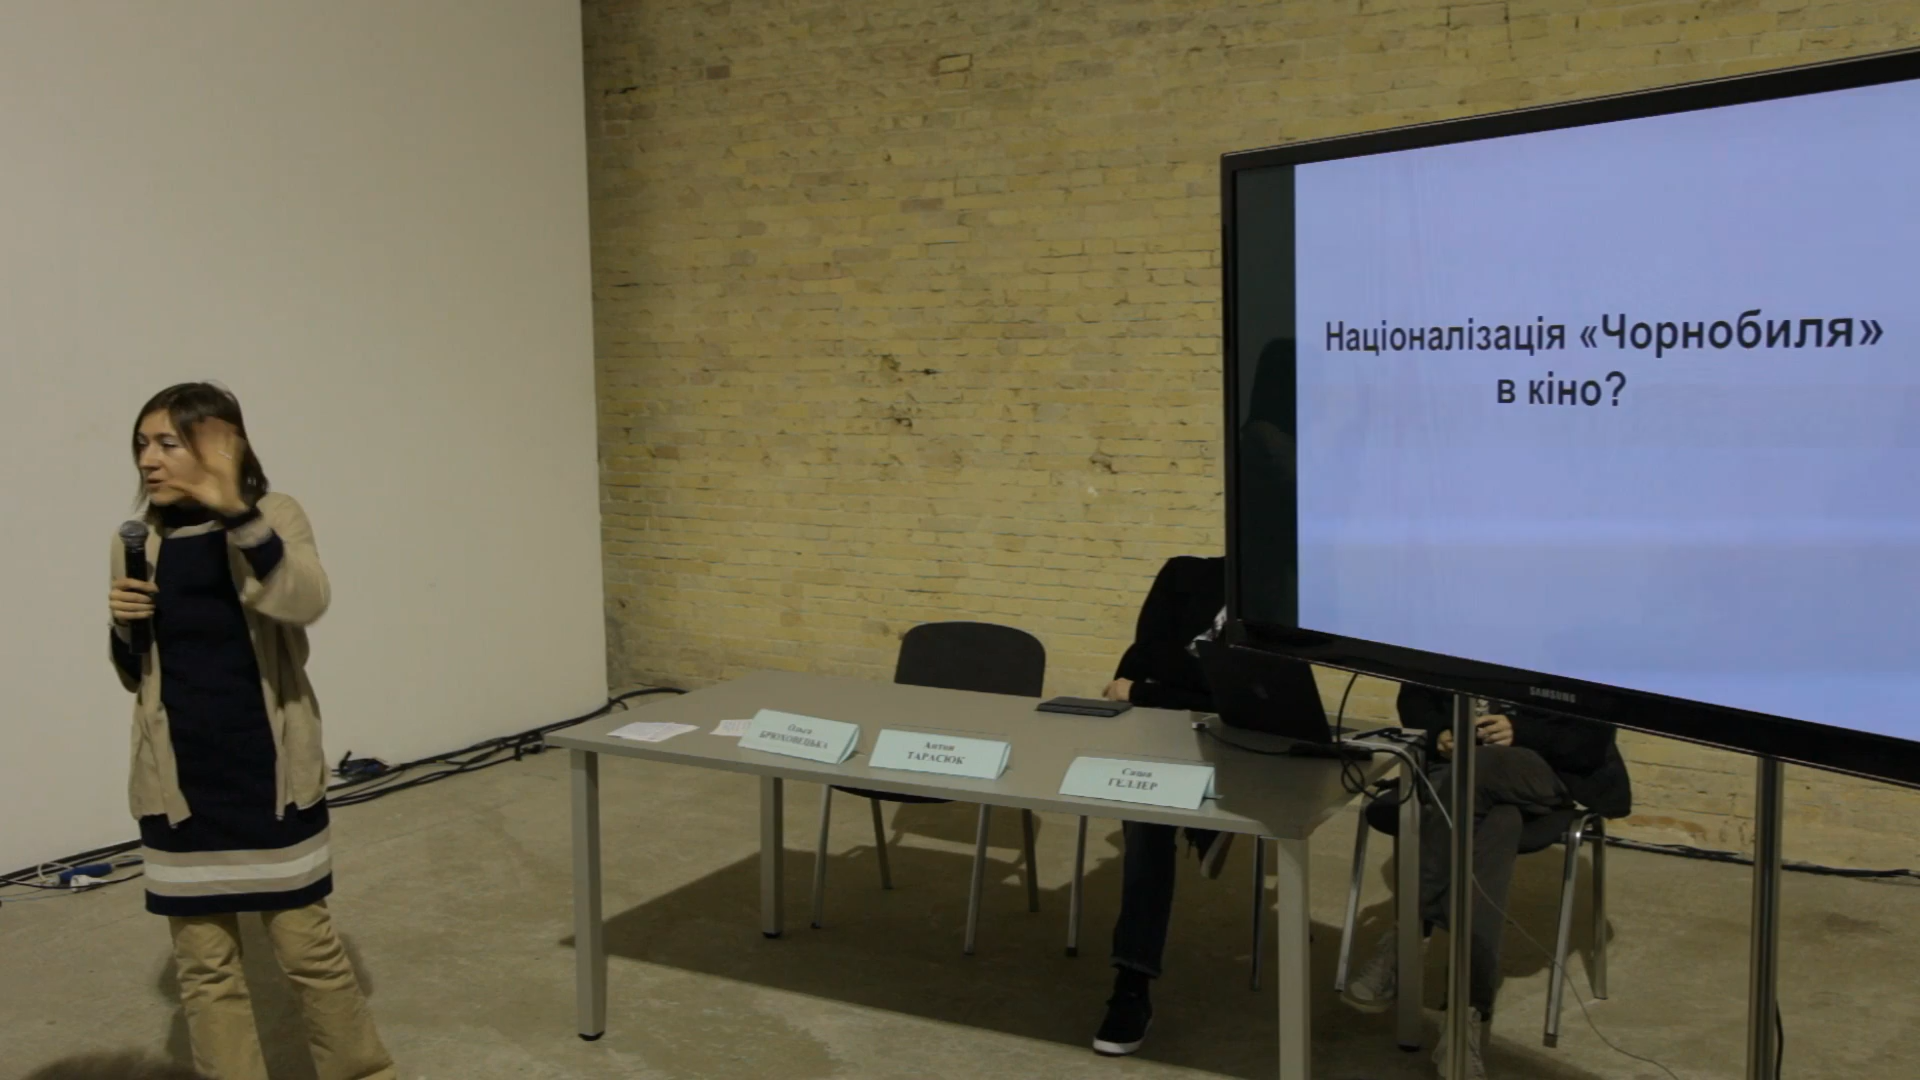 Націоналізація «Чорнобиля»
в кіно?
SAMSUNG
Ольга
БРЮХОВЕЦЬКА
Антон
ТАРАСЮК
Саша
ГЕЛЛЕР